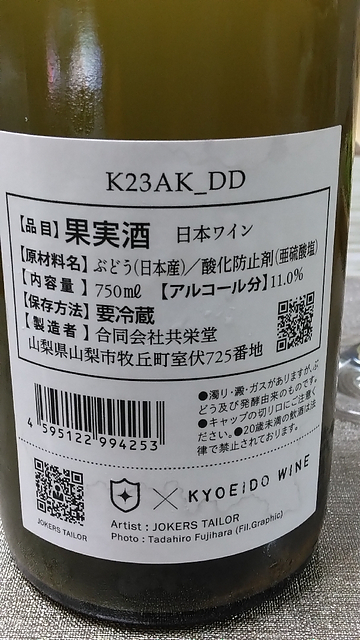 K23AK_DD
【品目】果実酒 日本ワイン
【原材料名】ぶどう(日本産)／酸化防止剤(亜硫酸塩)
【内容量】750㎖ 【アルコール分】11.0%
【保存方法】要冷蔵
【製造者】合同会社共栄堂
山梨県山梨市牧丘町室伏725番地
4 595122 994253
●濁り・澱・ガスがありますが、ぶ
どう及び発酵由来のものです。
●キャップの切り口にご注意く
ださい。●20歳未満の飲酒は法
律で禁止されております。
JOKERS TAILOR
× KYOEIDO WINE
Artist : JOKERS TAILOR
Photo : Tadahiro Fujihara (Fil.Graphic)